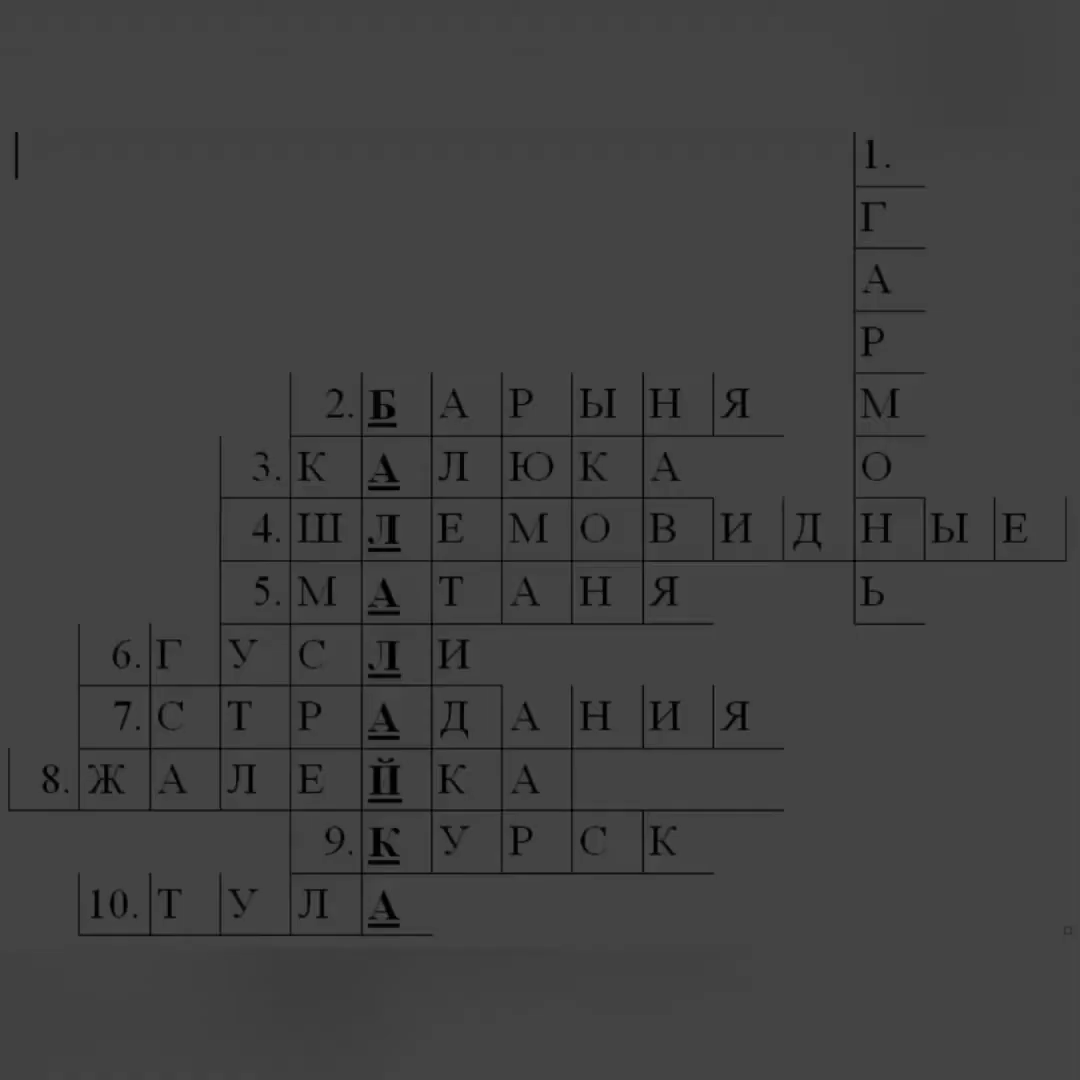 1.
Г
А
Р
2. Б А Р Ы Н Я М
3. К А Л Ю К А О
4. Ш Л Е М О В И Д Н Ы Е
5. М А Т А Н Я Ь
6. Г У С Л И
7. С Т Р А Д А Н И Я
8. Ж А Л Е Й К А
9. К У Р С К
10. Т У Л А